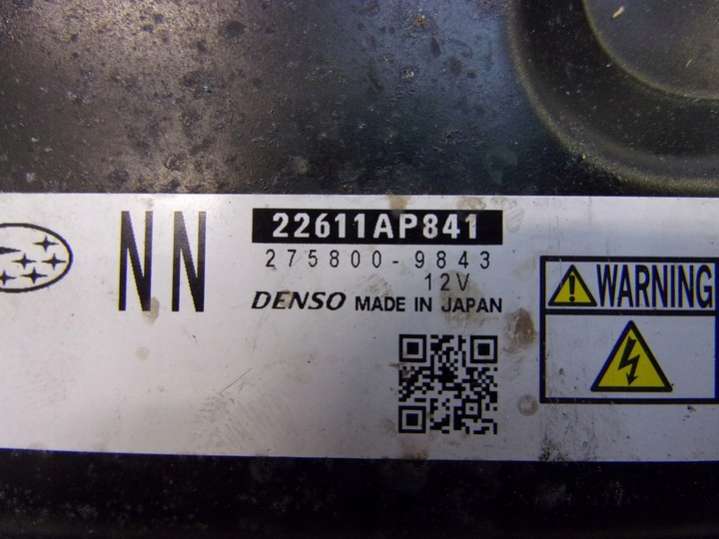 NN
22611AP841
275800-9843
12V
DENSO MADE IN JAPAN
WARNING